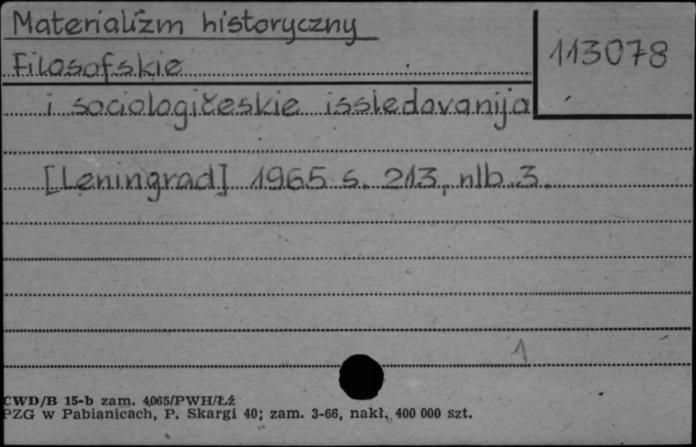 Materializm historyczny
113078
Filosofskie
i sociologičeskie issledovanija
[Leningrad] 1965 s. 213, nlb. 3.
1
CWD/B 15-b zam. 4065/PWH/Łź
PZG w Pabianicach, P. Skargi 40; zam. 3-66, nakł. 400 000 szt.